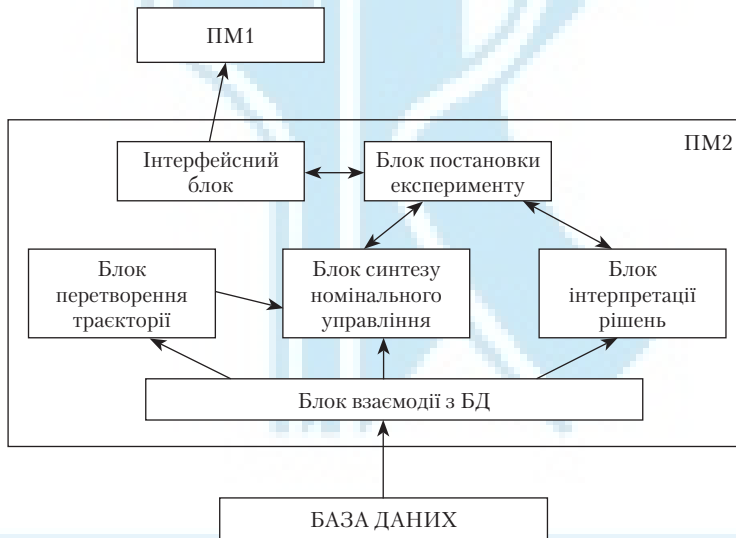 ПМ1
ПМ2
Інтерфейсний
блок
Блок постановки
експерименту
Блок
перетворення
траєкторії
Блок синтезу
номінального
управління
Блок
інтерпретації
рішень
Блок взаємодії з БД
БАЗА ДАНИХ